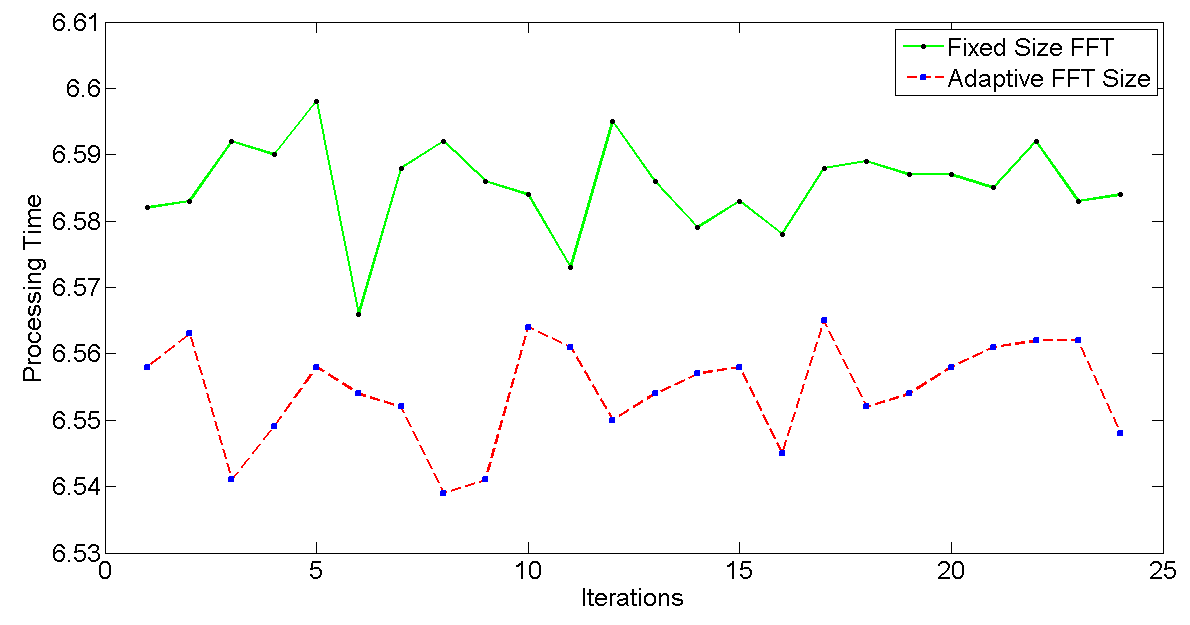 6.61
6.6
6.59
6.58
6.57
6.56
6.55
6.54
6.53
Processing Time
0 5 10 15 20 25
Iterations
Fixed Size FFT
Adaptive FFT Size